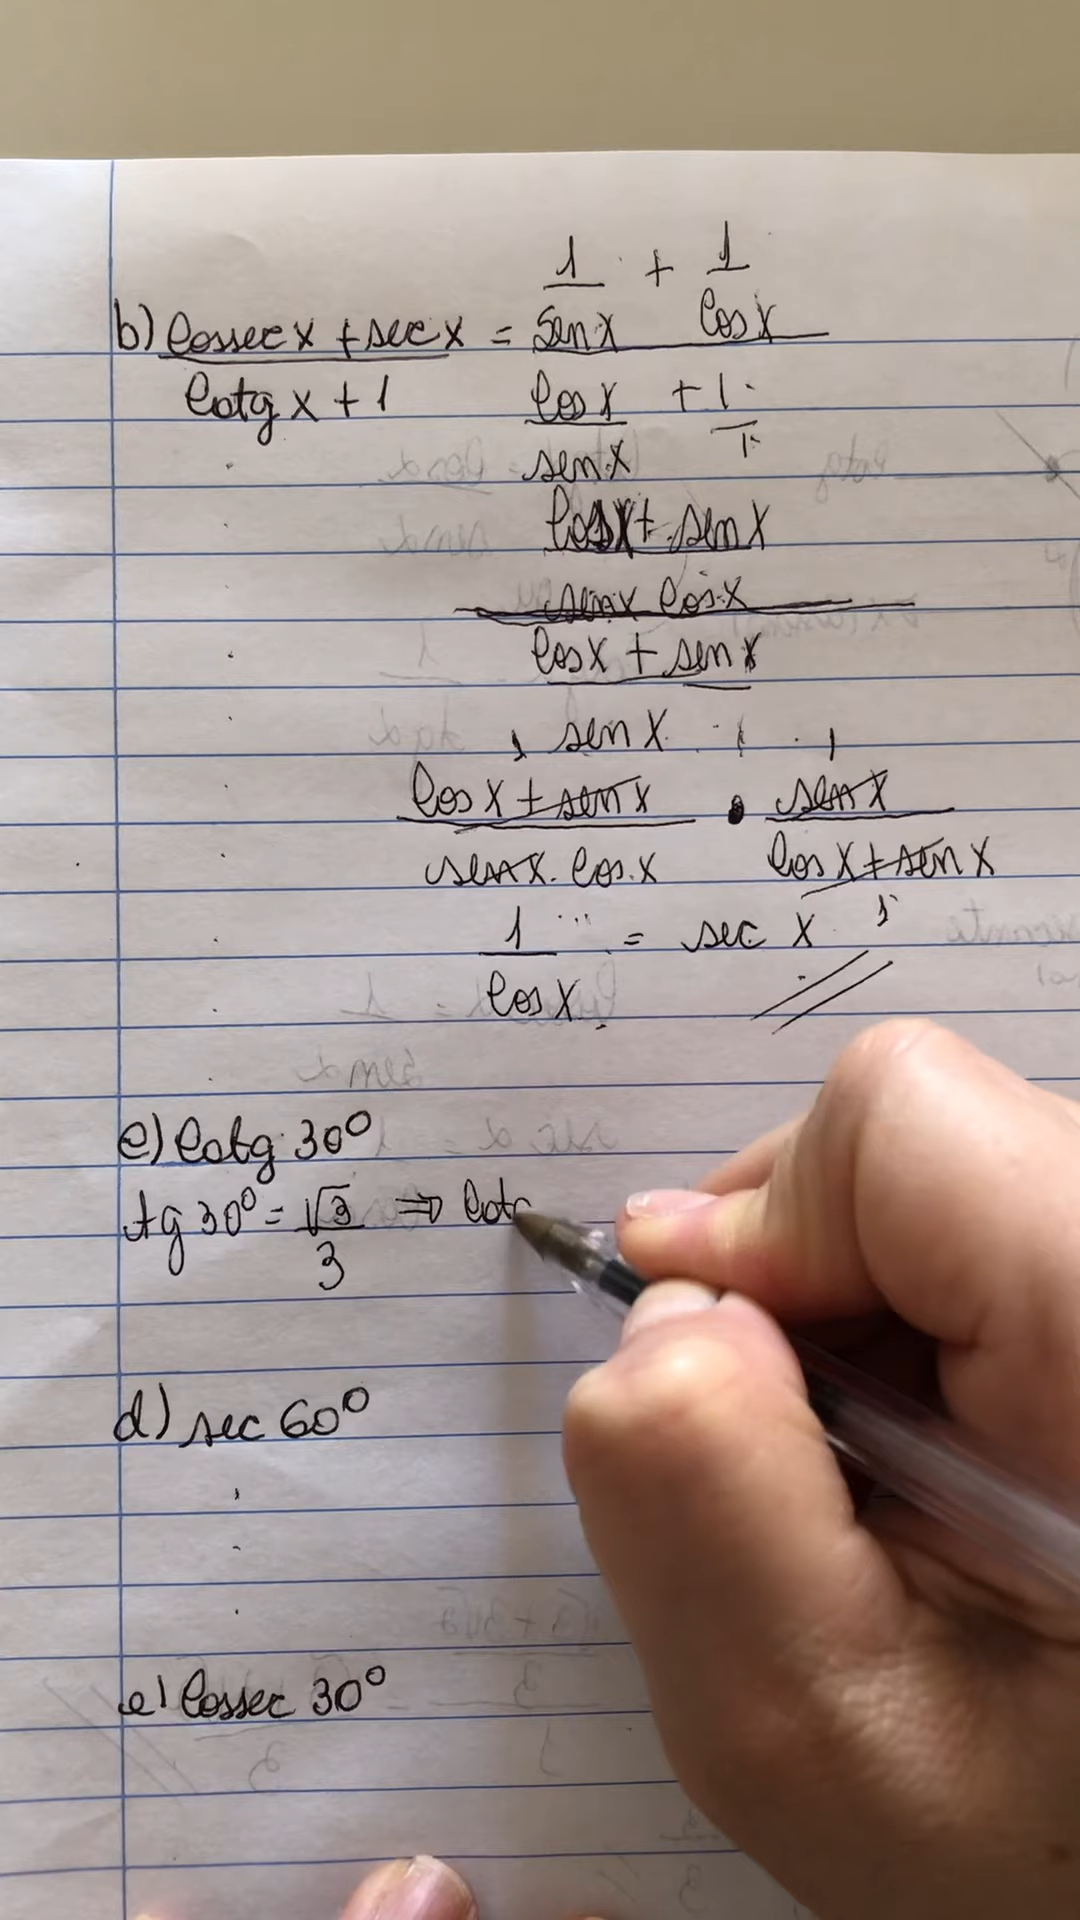 1 + 1
b) cossec x + sec x = sen x cos x
cotg x + 1 cos x + 1
sen x 1
cos x + sen x
sen x cos x
cos x + sen x
sen x
cos x + sen x • sen x
sen x . cos x cos x + sen x
1 = sec x 1
cos x
c) cotg 30°
tg 30° = √3 ⇒ cotg
3
d) sec 60°
e) cossec 30°